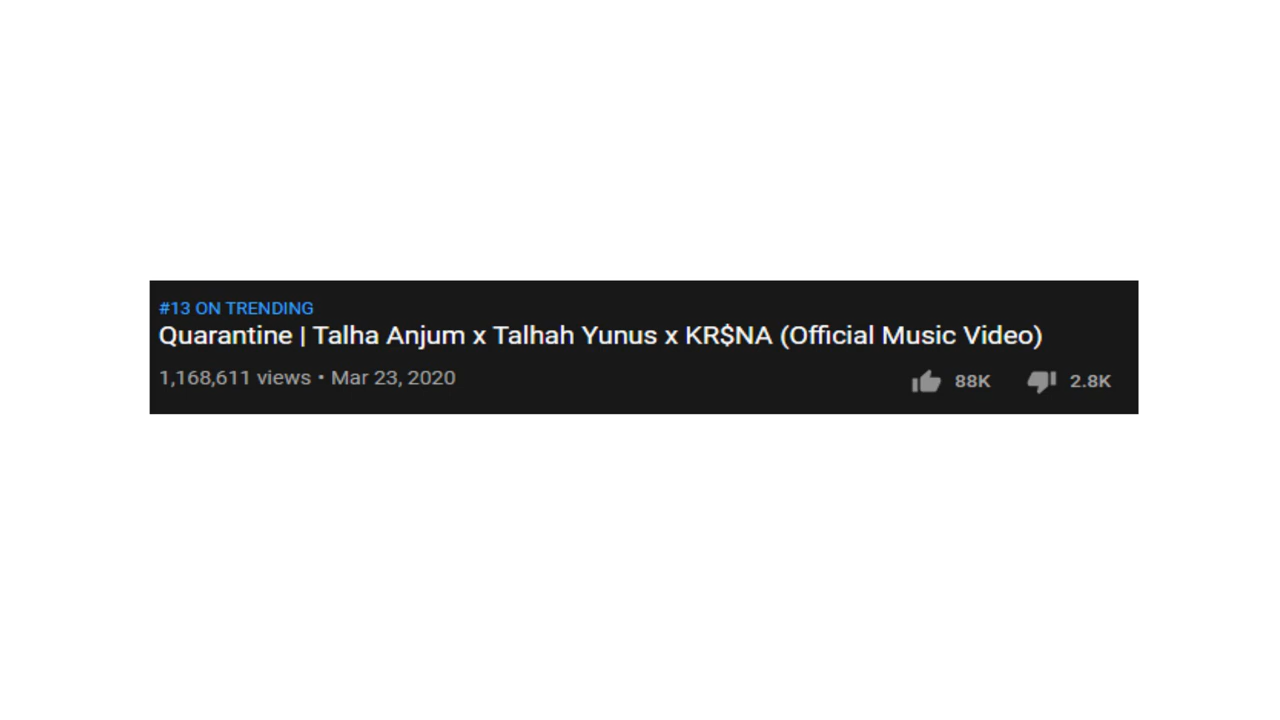 #13 ON TRENDING
Quarantine | Talha Anjum x Talhah Yunus x KR$NA (Official Music Video)
1,168,611 views • Mar 23, 2020 88K 2.8K